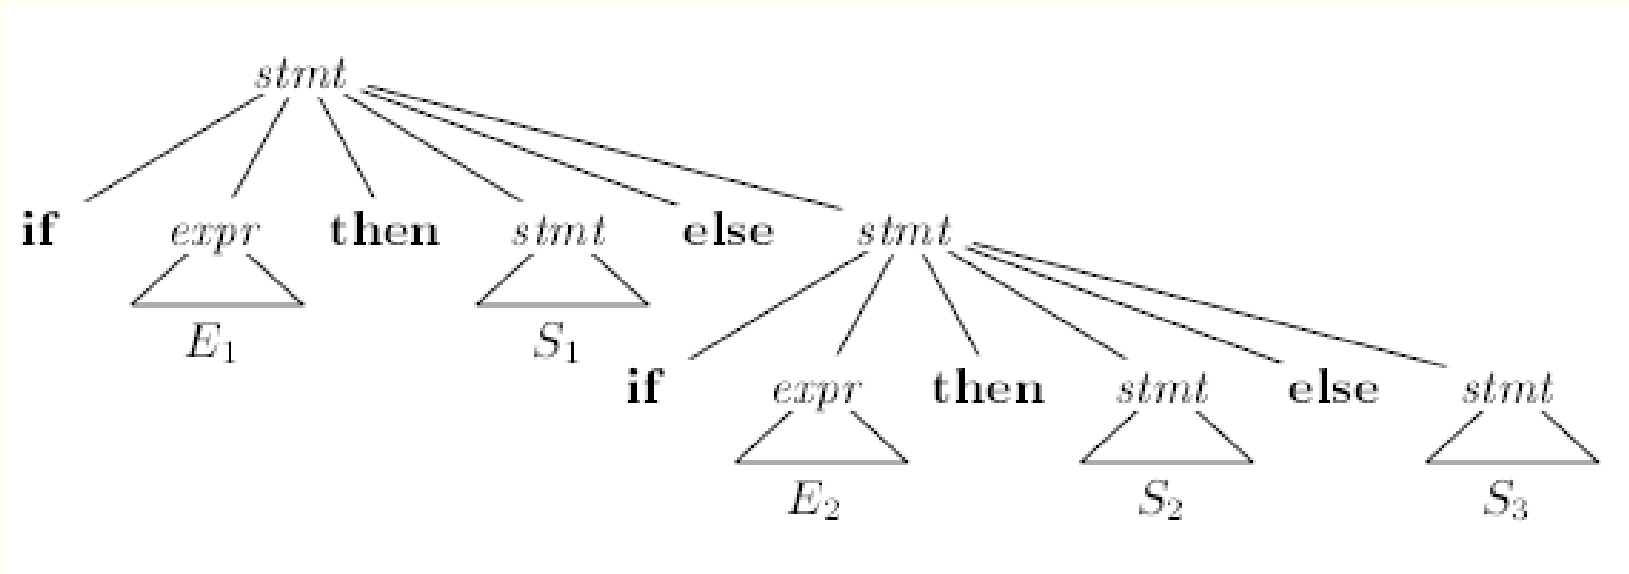 stmt
if expr then stmt else stmt
E₁ S₁
if expr then stmt else stmt
E₂ S₂ S₃